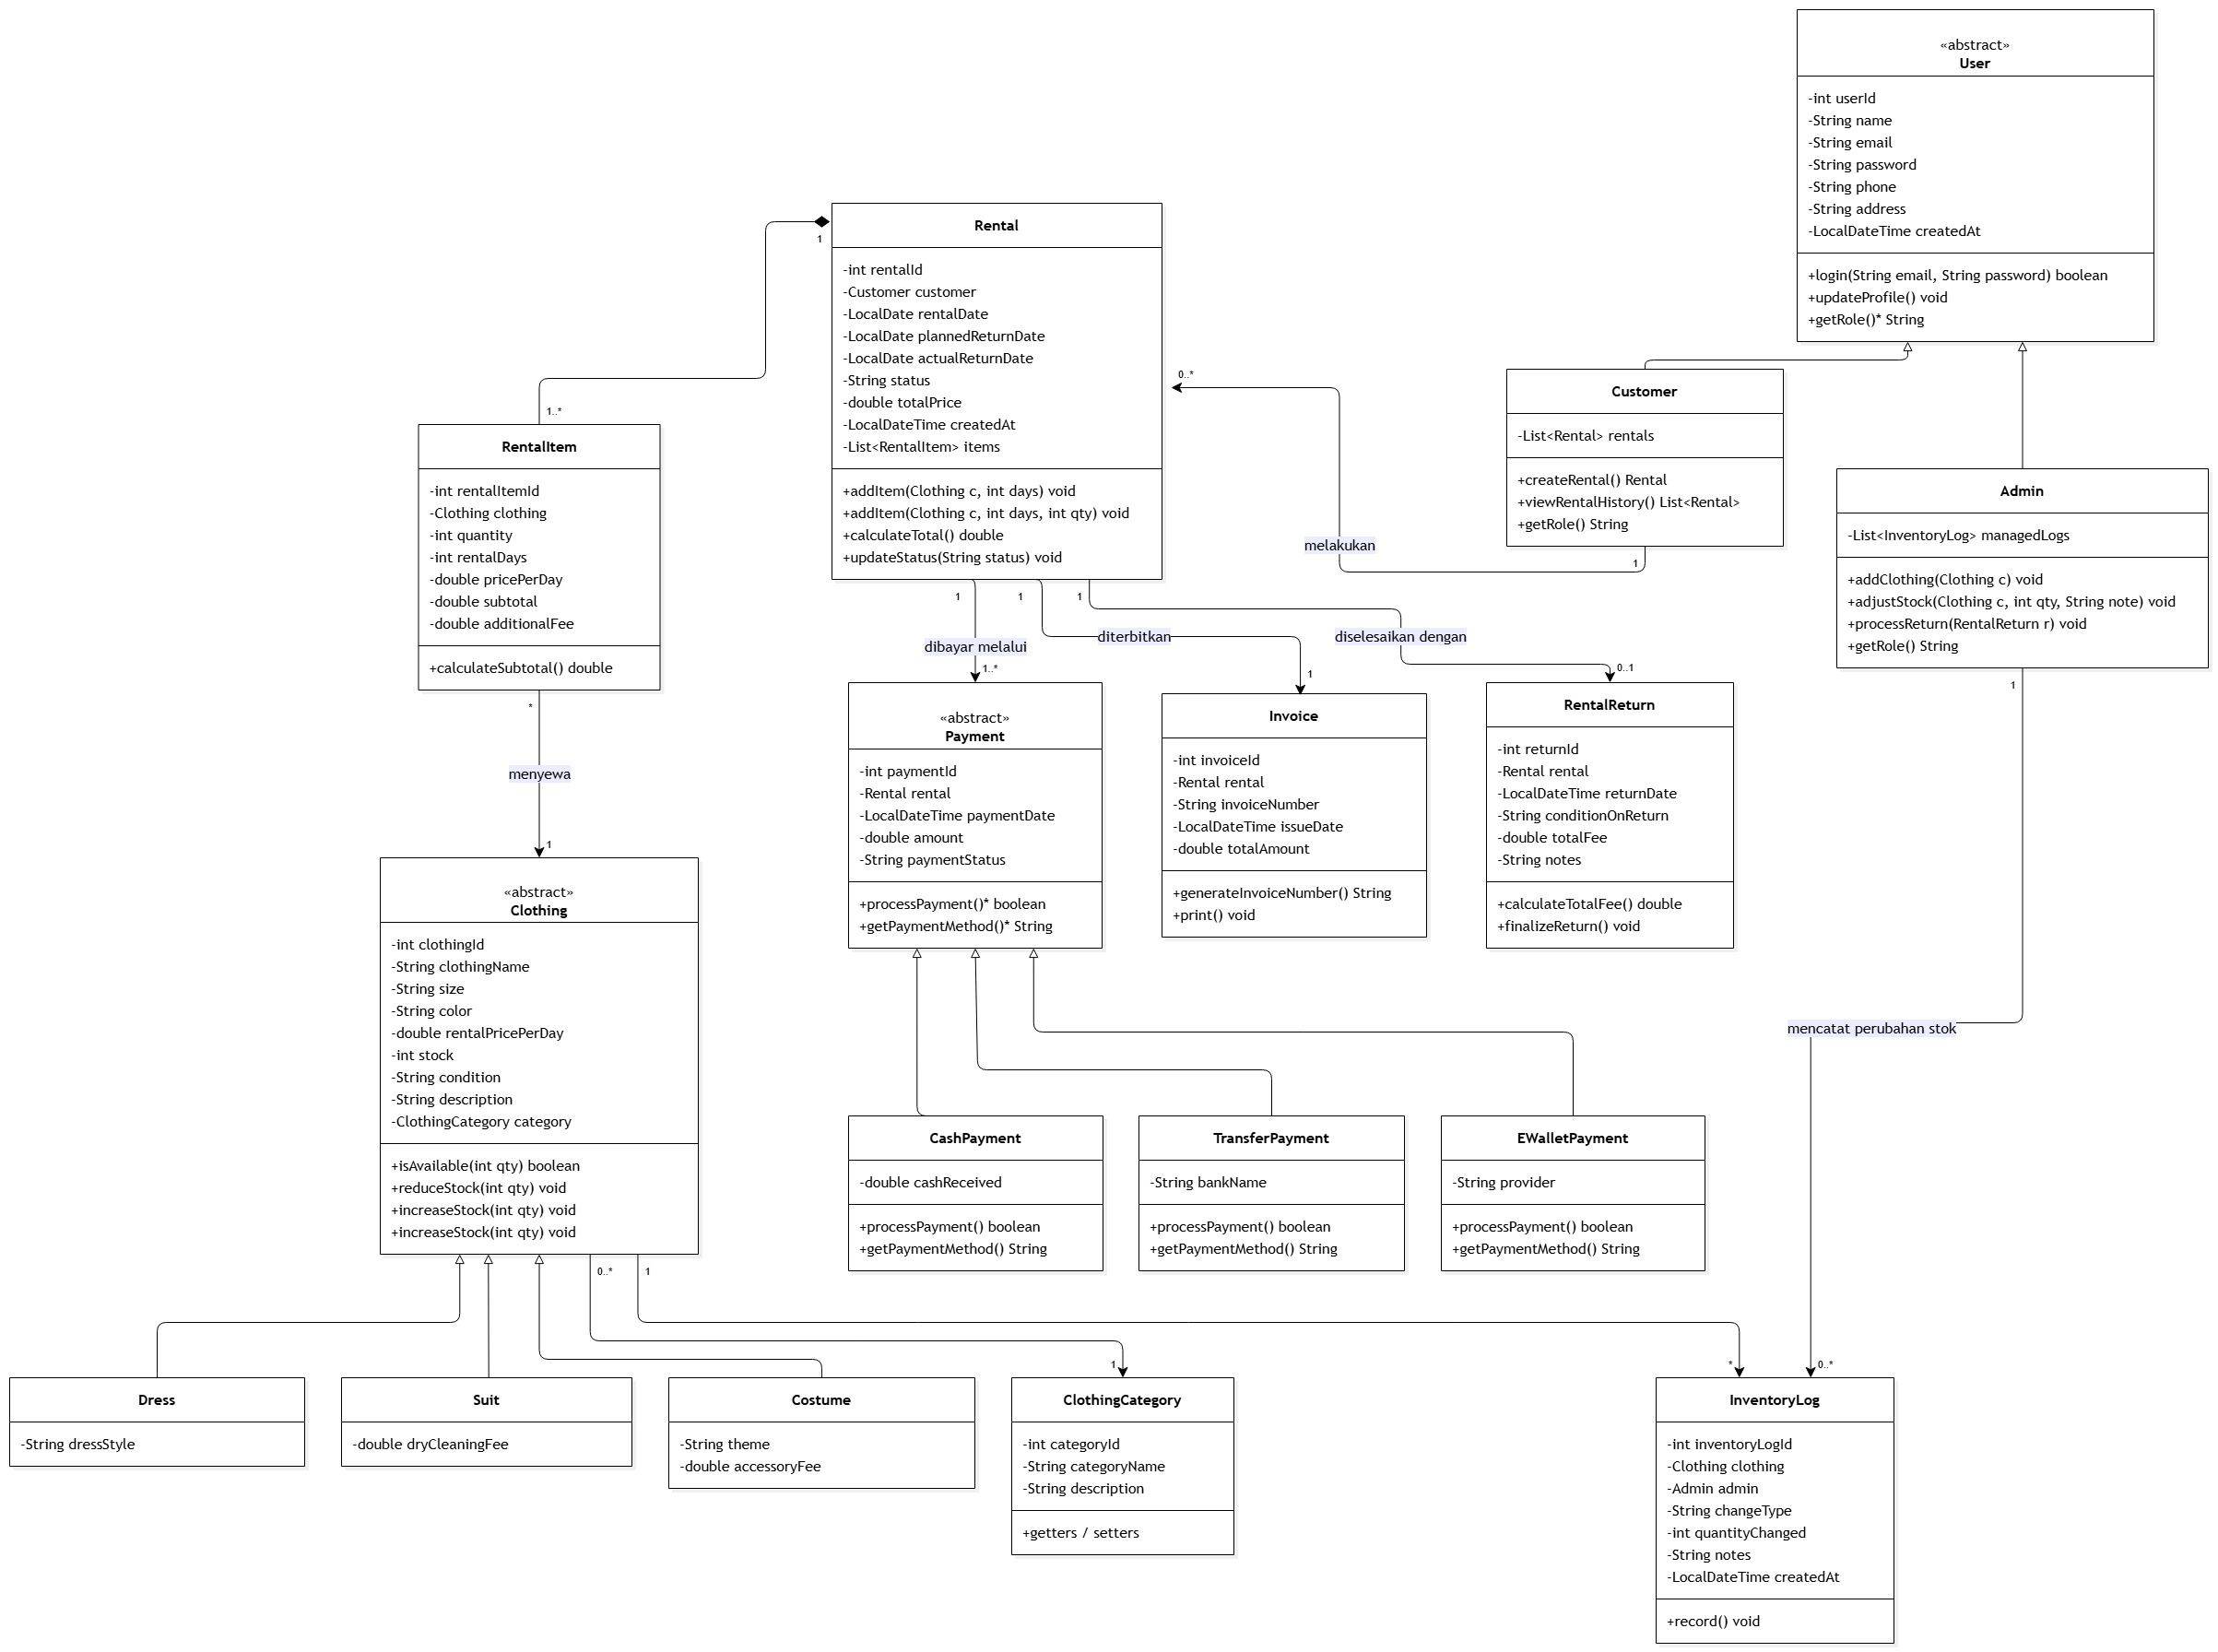 «abstract»
User
-int userId
-String name
-String email
-String password
-String phone
-String address
-LocalDateTime createdAt
+login(String email, String password) boolean
+updateProfile() void
+getRole()* String
Rental
-int rentalId
-Customer customer
-LocalDate rentalDate
-LocalDate plannedReturnDate
-LocalDate actualReturnDate
-String status
-double totalPrice
-LocalDateTime createdAt
-List<RentalItem> items
+addItem(Clothing c, int days) void
+addItem(Clothing c, int days, int qty) void
+calculateTotal() double
+updateStatus(String status) void
1
1..*
0..*
Customer
-List<Rental> rentals
+createRental() Rental
+viewRentalHistory() List<Rental>
+getRole() String
melakukan
1
RentalItem
-int rentalItemId
-Clothing clothing
-int quantity
-int rentalDays
-double pricePerDay
-double subtotal
-double additionalFee
+calculateSubtotal() double
Admin
-List<InventoryLog> managedLogs
+addClothing(Clothing c) void
+adjustStock(Clothing c, int qty, String note) void
+processReturn(RentalReturn r) void
+getRole() String
1
1
1
dibayar melalui
diterbitkan
diselesaikan dengan
1..*
1
0..1
1
*
menyewa
1
«abstract»
Payment
-int paymentId
-Rental rental
-LocalDateTime paymentDate
-double amount
-String paymentStatus
+processPayment()* boolean
+getPaymentMethod()* String
Invoice
-int invoiceId
-Rental rental
-String invoiceNumber
-LocalDateTime issueDate
-double totalAmount
+generateInvoiceNumber() String
+print() void
RentalReturn
-int returnId
-Rental rental
-LocalDateTime returnDate
-String conditionOnReturn
-double totalFee
-String notes
+calculateTotalFee() double
+finalizeReturn() void
«abstract»
Clothing
-int clothingId
-String clothingName
-String size
-String color
-double rentalPricePerDay
-int stock
-String condition
-String description
-ClothingCategory category
+isAvailable(int qty) boolean
+reduceStock(int qty) void
+increaseStock(int qty) void
+increaseStock(int qty) void
mencatat perubahan stok
CashPayment
-double cashReceived
+processPayment() boolean
+getPaymentMethod() String
TransferPayment
-String bankName
+processPayment() boolean
+getPaymentMethod() String
EWalletPayment
-String provider
+processPayment() boolean
+getPaymentMethod() String
0..*
1
1
*
0..*
Dress
-String dressStyle
Suit
-double dryCleaningFee
Costume
-String theme
-double accessoryFee
ClothingCategory
-int categoryId
-String categoryName
-String description
+getters / setters
InventoryLog
-int inventoryLogId
-Clothing clothing
-Admin admin
-String changeType
-int quantityChanged
-String notes
-LocalDateTime createdAt
+record() void